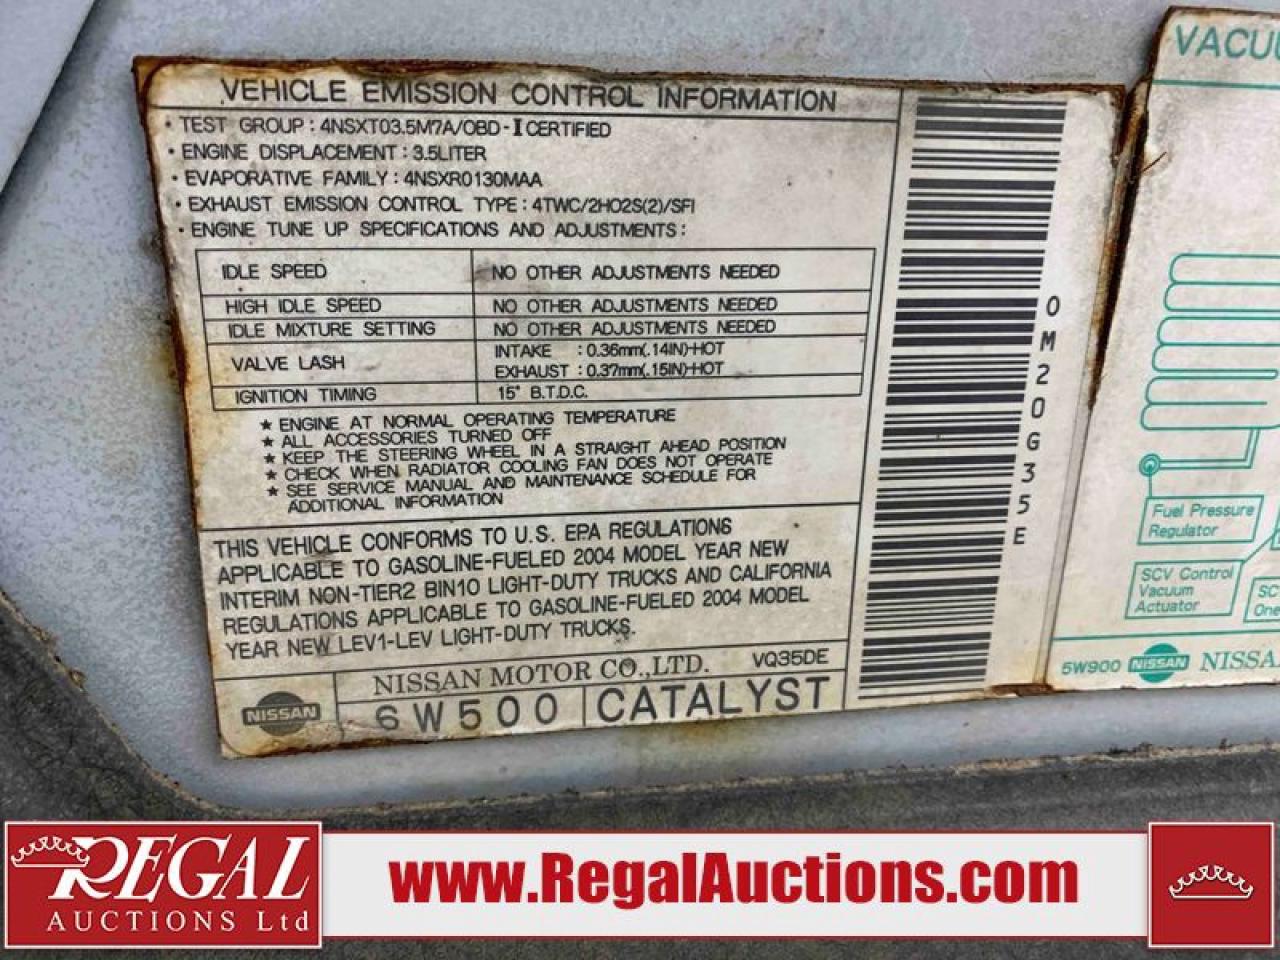 VEHICLE EMISSION CONTROL INFORMATION
• TEST GROUP : 4NSXT03.5M7A/OBD-I CERTIFIED
• ENGINE DISPLACEMENT : 3.5LITER
• EVAPORATIVE FAMILY : 4NSXR0130MAA
• EXHAUST EMISSION CONTROL TYPE : 4TWC/2HO2S(2)/SFI
• ENGINE TUNE UP SPECIFICATIONS AND ADJUSTMENTS :
IDLE SPEED NO OTHER ADJUSTMENTS NEEDED
HIGH IDLE SPEED NO OTHER ADJUSTMENTS NEEDED
IDLE MIXTURE SETTING NO OTHER ADJUSTMENTS NEEDED
VALVE LASH INTAKE : 0.36mm(.14IN)-HOT
EXHAUST : 0.37mm(.15IN)-HOT
IGNITION TIMING 15° B.T.D.C.
★ ENGINE AT NORMAL OPERATING TEMPERATURE
★ ALL ACCESSORIES TURNED OFF
★ KEEP THE STEERING WHEEL IN A STRAIGHT AHEAD POSITION
★ CHECK WHEN RADIATOR COOLING FAN DOES NOT OPERATE
★ SEE SERVICE MANUAL AND MAINTENANCE SCHEDULE FOR
ADDITIONAL INFORMATION
THIS VEHICLE CONFORMS TO U.S. EPA REGULATIONS
APPLICABLE TO GASOLINE-FUELED 2004 MODEL YEAR NEW
INTERIM NON-TIER2 BIN10 LIGHT-DUTY TRUCKS AND CALIFORNIA
REGULATIONS APPLICABLE TO GASOLINE-FUELED 2004 MODEL
YEAR NEW LEV1-LEV LIGHT-DUTY TRUCKS.
NISSAN
NISSAN MOTOR CO.,LTD. VQ35DE
6W500 CATALYST
0M20G35E
VACUU
Fuel Pressure
Regulator
SCV Control
Vacuum
Actuator
SC
One
5W900 NISSAN NISSA
REGAL
AUCTIONS Ltd
www.RegalAuctions.com